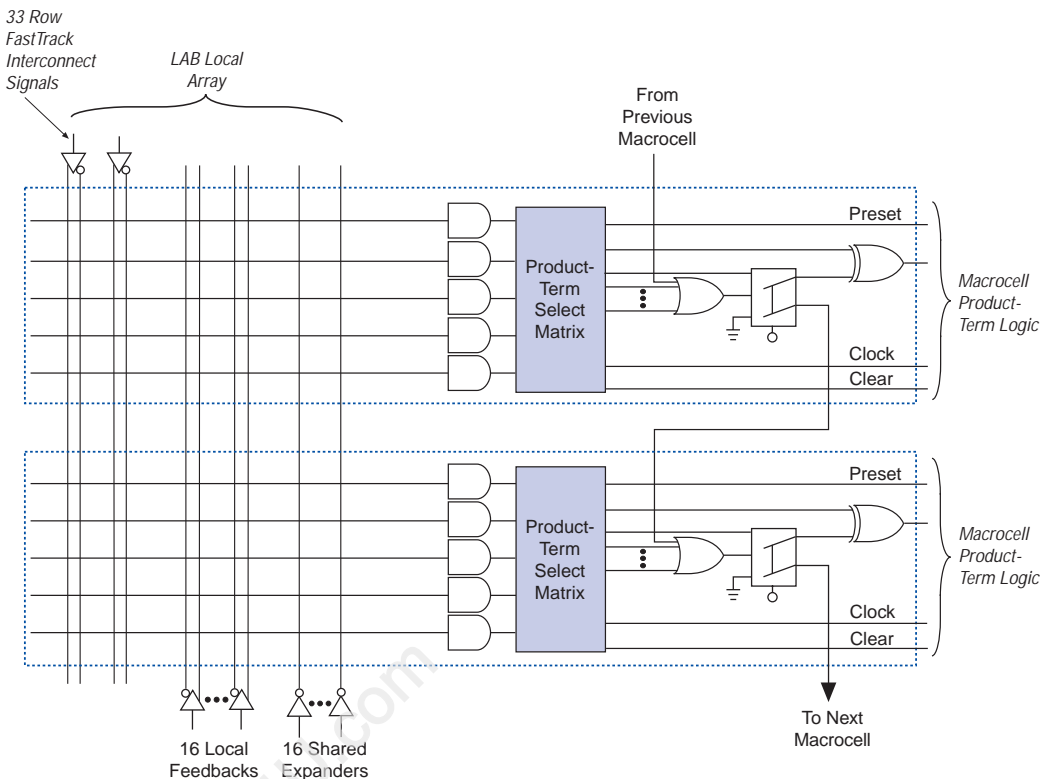 33 Row
FastTrack
Interconnect
Signals
LAB Local
Array
From
Previous
Macrocell
Preset
Product-
Term
Select
Matrix
Clock
Clear
Macrocell
Product-
Term Logic
Preset
Product-
Term
Select
Matrix
Clock
Clear
Macrocell
Product-
Term Logic
16 Local
Feedbacks
16 Shared
Expanders
To Next
Macrocell
.com